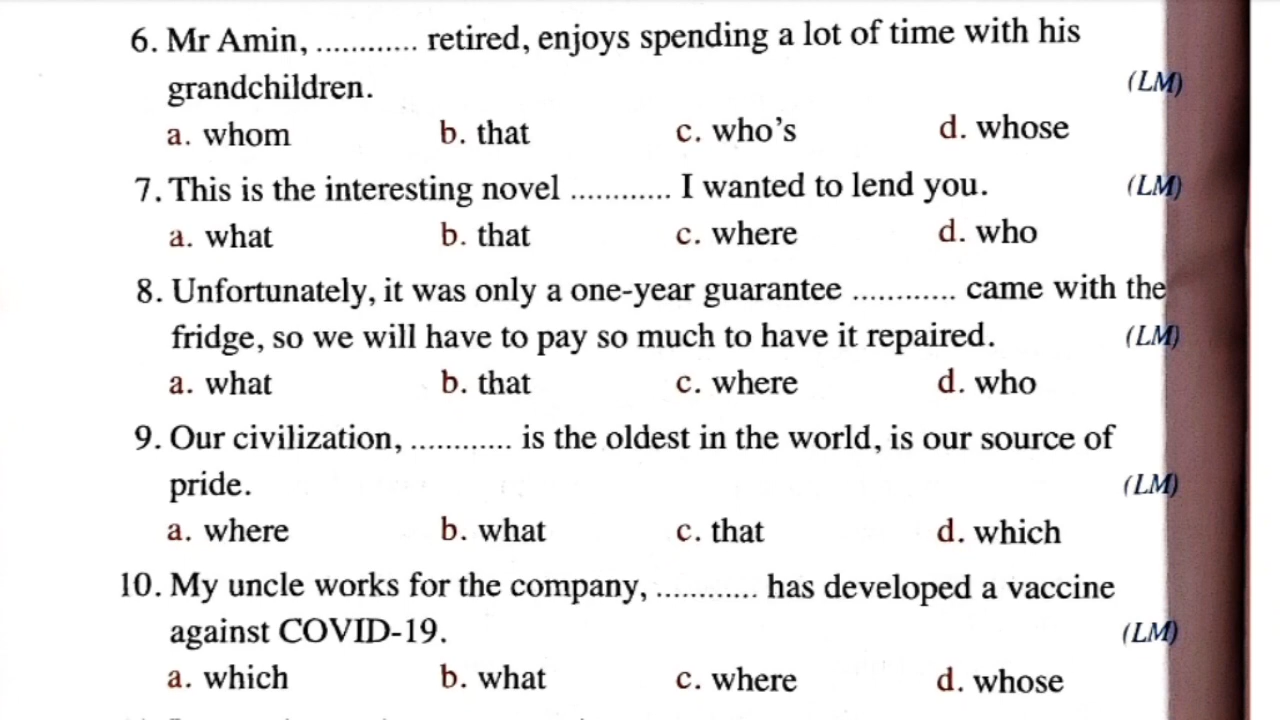 6. Mr Amin, ............ retired, enjoys spending a lot of time with his
grandchildren. (LM)
a. whom b. that c. who's d. whose
7. This is the interesting novel ............ I wanted to lend you. (LM)
a. what b. that c. where d. who
8. Unfortunately, it was only a one-year guarantee ............ came with the
fridge, so we will have to pay so much to have it repaired. (LM)
a. what b. that c. where d. who
9. Our civilization, ............ is the oldest in the world, is our source of
pride. (LM)
a. where b. what c. that d. which
10. My uncle works for the company, ............ has developed a vaccine
against COVID-19. (LM)
a. which b. what c. where d. whose